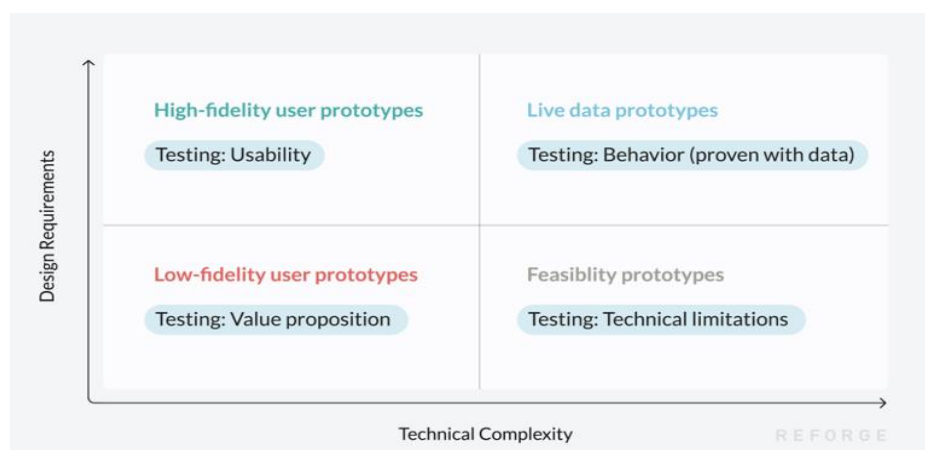 High-fidelity user prototypes
Testing: Usability
Live data prototypes
Testing: Behavior (proven with data)
Design Requirements
Low-fidelity user prototypes
Testing: Value proposition
Feasiblity prototypes
Testing: Technical limitations
Technical Complexity
REFORGE